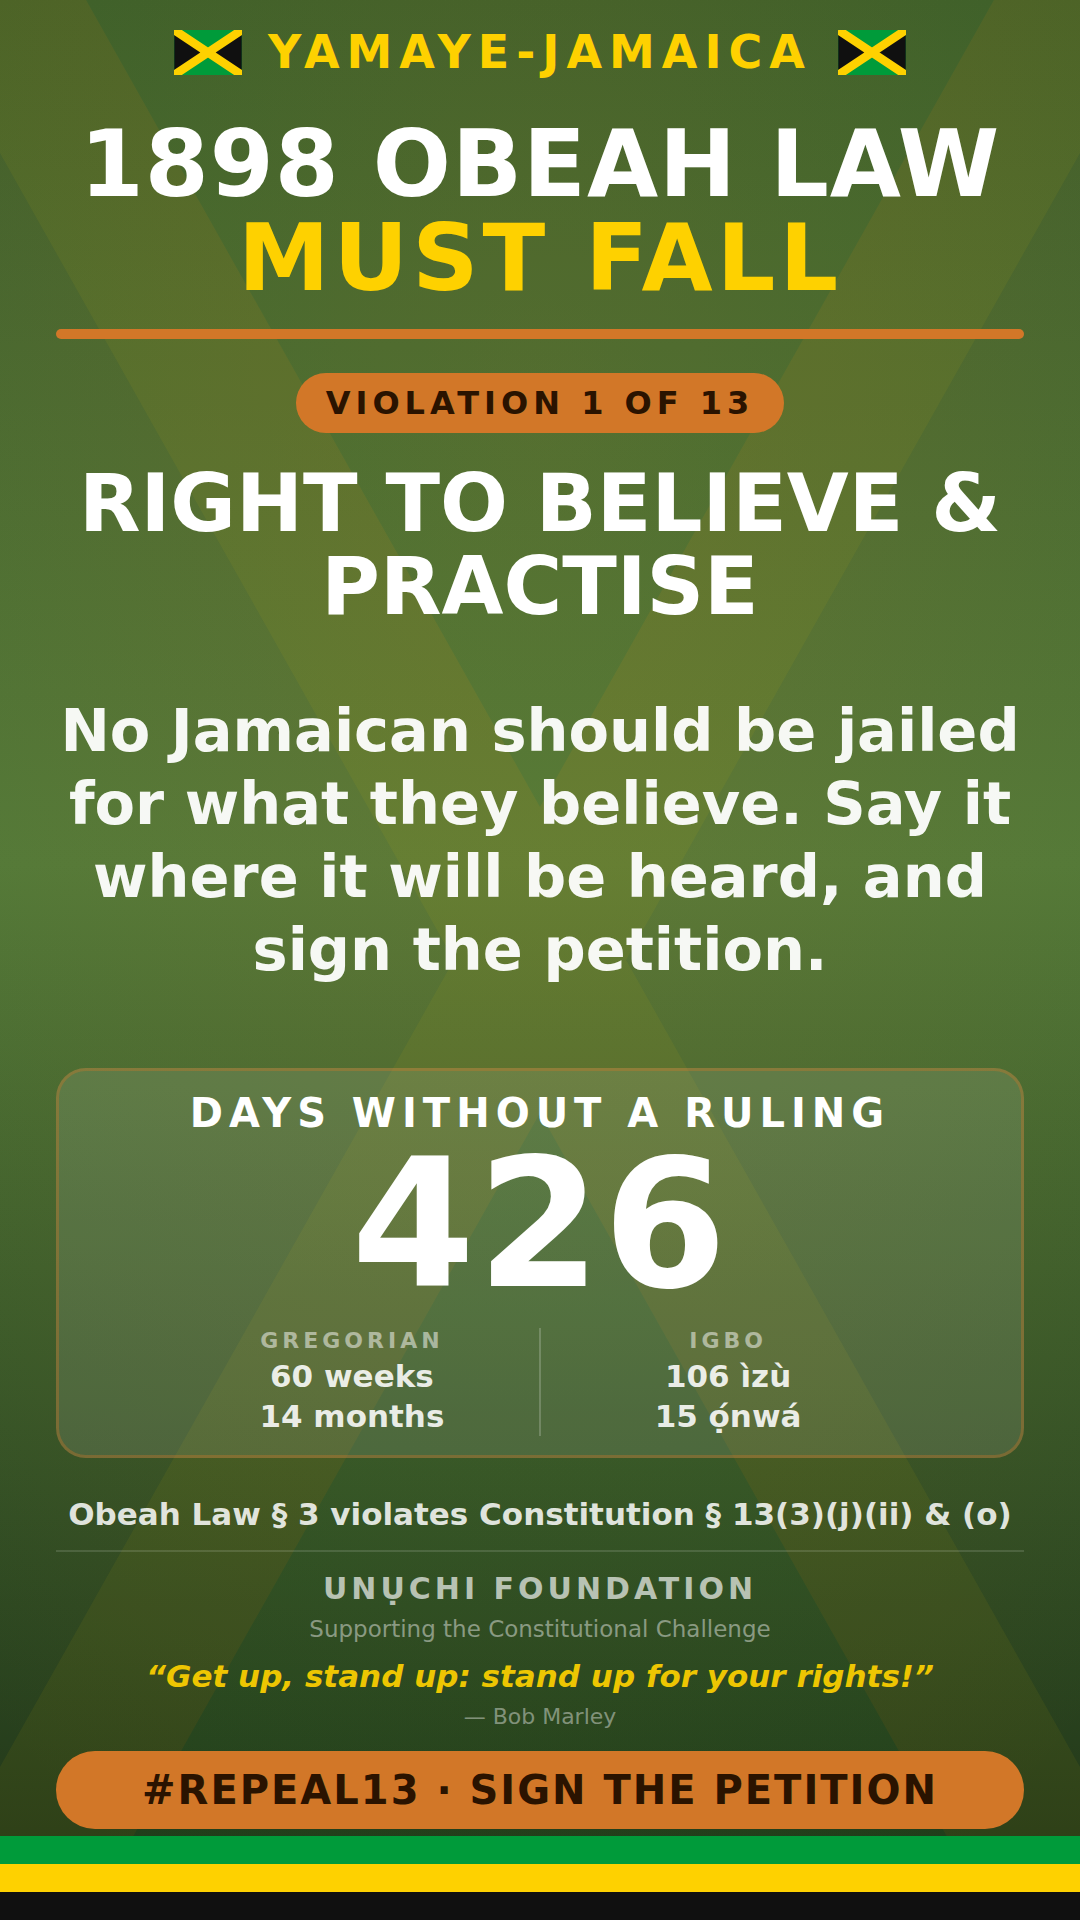 YAMAYE-JAMAICA
1898 OBEAH LAW
MUST FALL
VIOLATION 1 OF 13
RIGHT TO BELIEVE &
PRACTISE
No Jamaican should be jailed
for what they believe. Say it
where it will be heard, and
sign the petition.
DAYS WITHOUT A RULING
426
GREGORIAN
60 weeks
14 months
IGBO
106 ìzù
15 ọ́nwá
Obeah Law § 3 violates Constitution § 13(3)(j)(ii) & (o)
UNỤCHI FOUNDATION
Supporting the Constitutional Challenge
“Get up, stand up: stand up for your rights!”
— Bob Marley
#REPEAL13 · SIGN THE PETITION